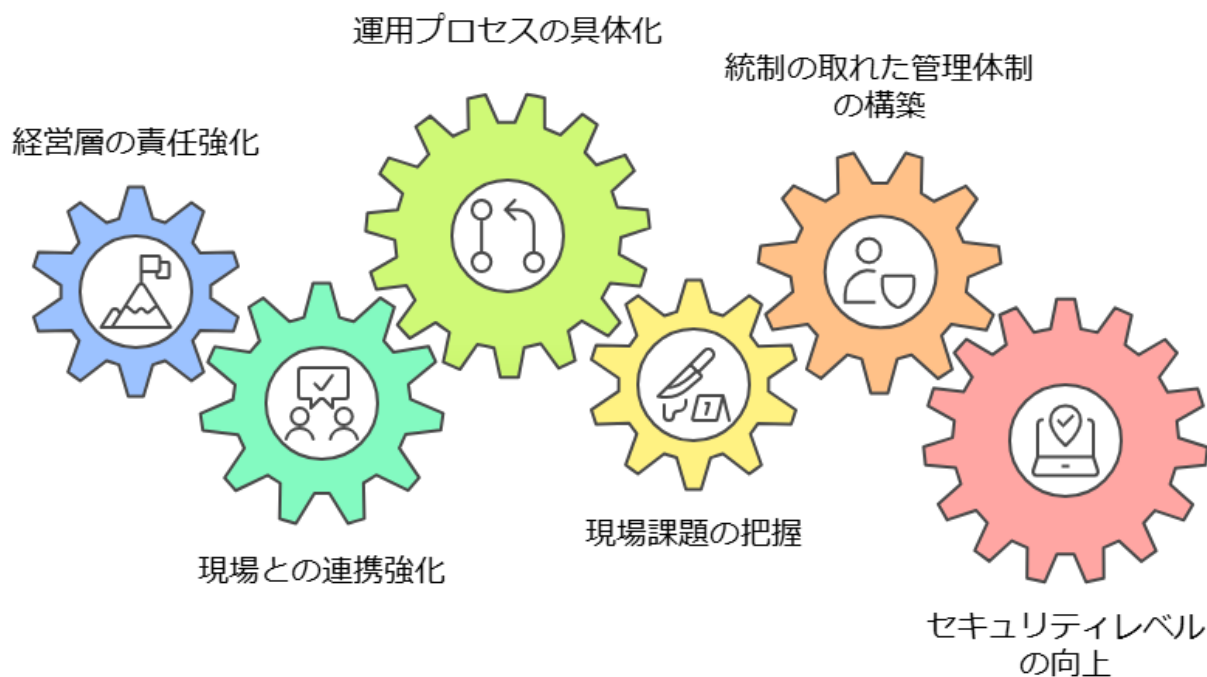 経営層の責任強化
現場との連携強化
運用プロセスの具体化
現場課題の把握
1
統制の取れた管理体制
の構築
セキュリティレベル
の向上